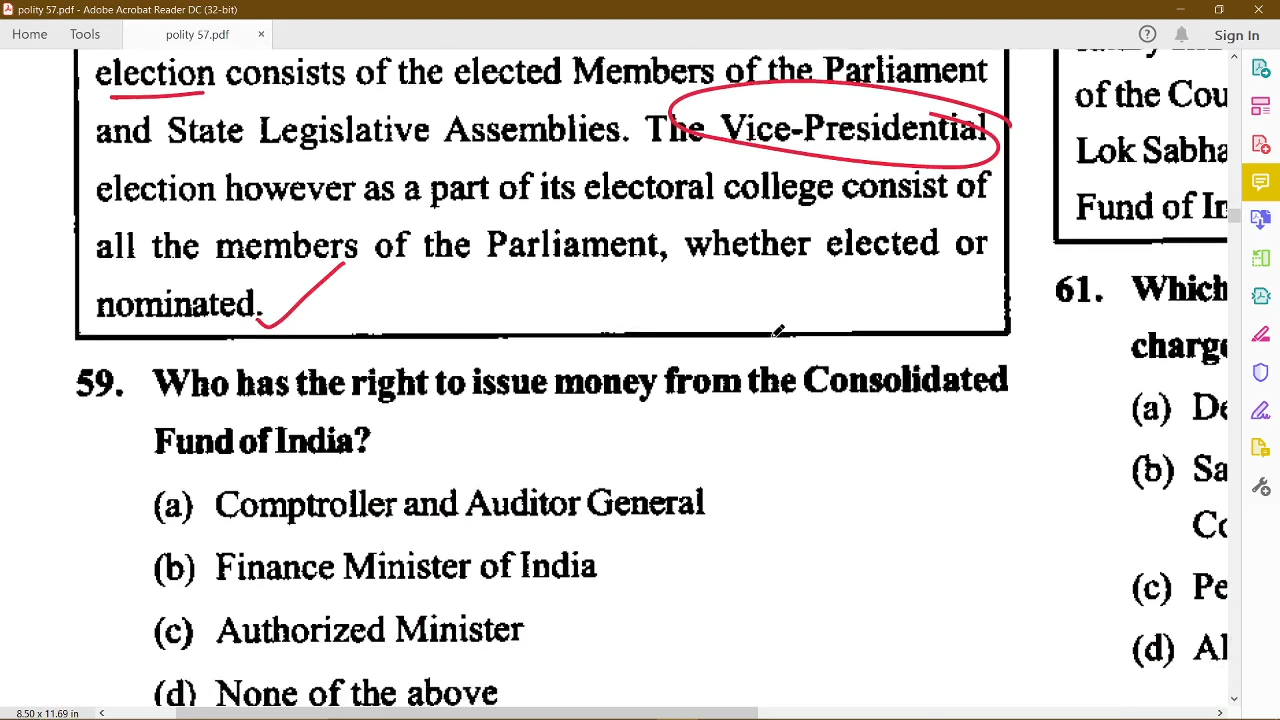 polity 57.pdf - Adobe Acrobat Reader DC (32-bit)
Home Tools polity 57.pdf × Sign In
election consists of the elected Members of the Parliament
and State Legislative Assemblies. The Vice-Presidential
election however as a part of its electoral college consist of
all the members of the Parliament, whether elected or
nominated.
59. Who has the right to issue money from the Consolidated
Fund of India?
(a) Comptroller and Auditor General
(b) Finance Minister of India
(c) Authorized Minister
(d) None of the above
of the Cou
Lok Sabha
Fund of In
61. Which
charge
(a) De
(b) Sa
Co
(c) Pe
(d) Al
8.50 x 11.69 in